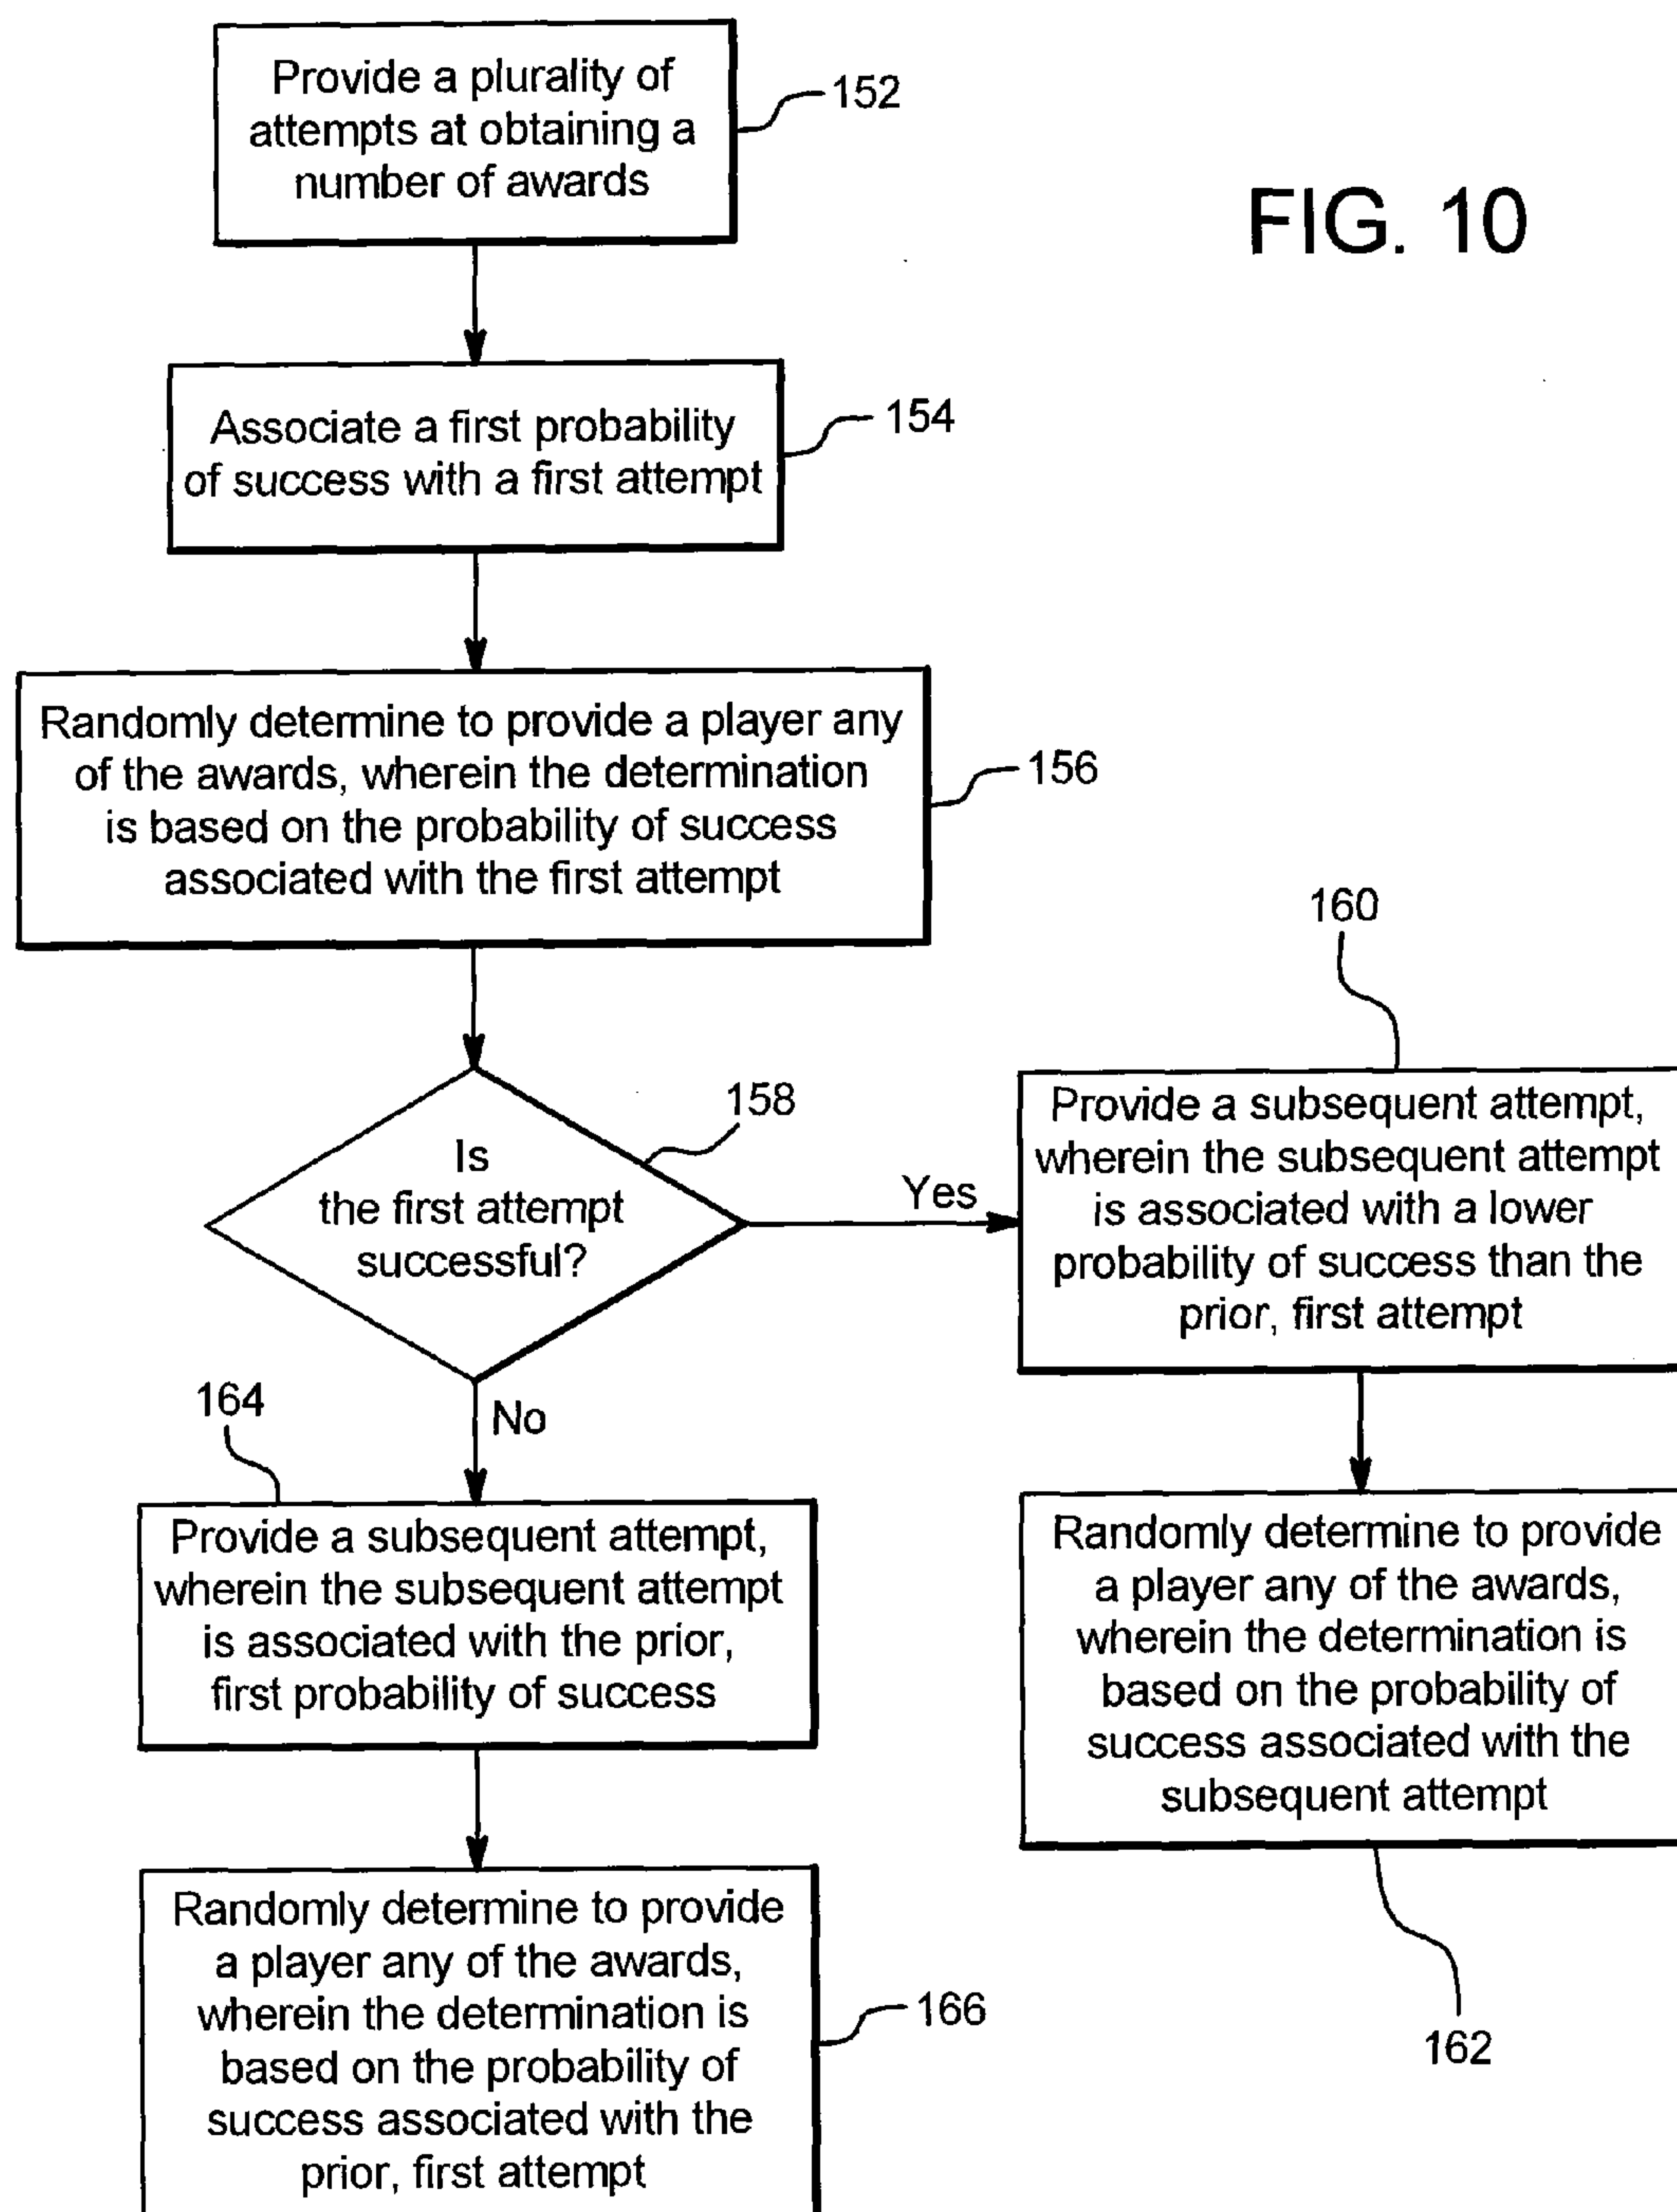 Provide a plurality of
attempts at obtaining a
number of awards
152
FIG. 10
Associate a first probability
of success with a first attempt
154
Randomly determine to provide a player any
of the awards, wherein the determination
is based on the probability of success
associated with the first attempt
156
Is
the first attempt
successful?
158
Yes
160
Provide a subsequent attempt,
wherein the subsequent attempt
is associated with a lower
probability of success than the
prior, first attempt
Randomly determine to provide
a player any of the awards,
wherein the determination is
based on the probability of
success associated with the
subsequent attempt
162
No
164
Provide a subsequent attempt,
wherein the subsequent attempt
is associated with the prior,
first probability of success
Randomly determine to provide
a player any of the awards,
wherein the determination is
based on the probability of
success associated with the
prior, first attempt
166